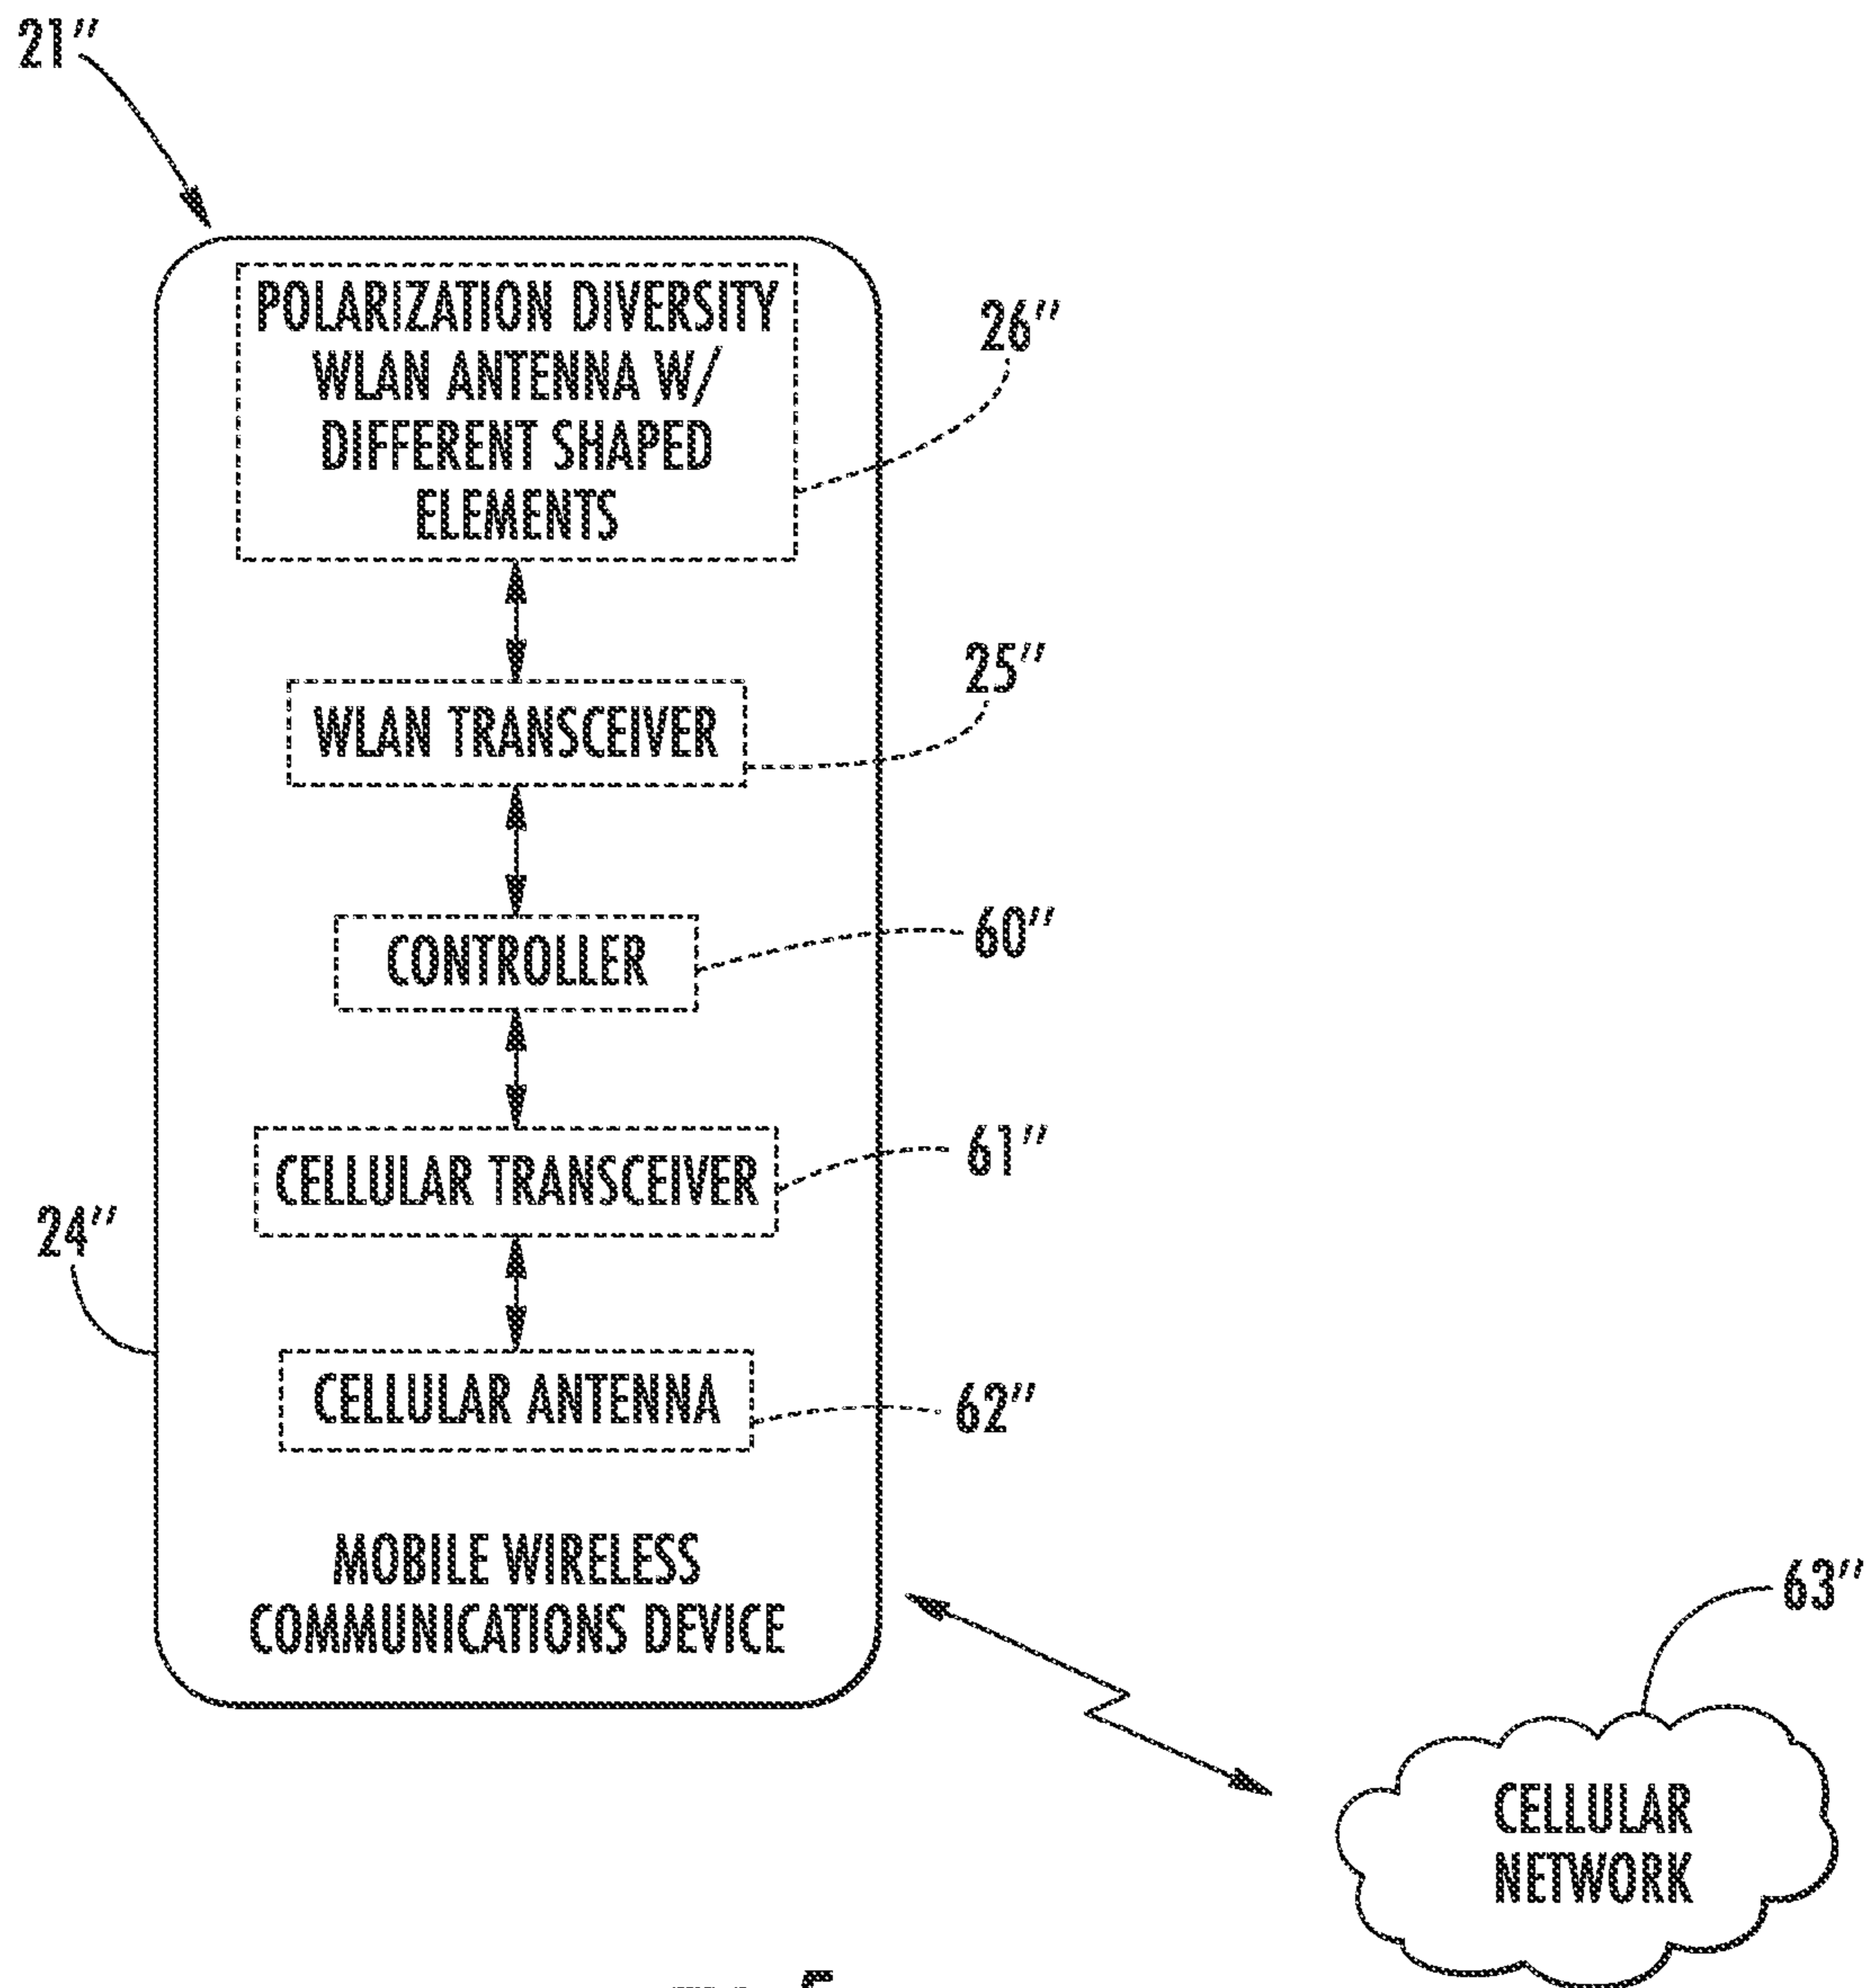 21"
POLARIZATION DIVERSITY
WLAN ANTENNA W/
DIFFERENT SHAPED
ELEMENTS
26"
WLAN TRANSCEIVER
25"
CONTROLLER
60"
CELLULAR TRANSCEIVER
61"
24"
CELLULAR ANTENNA
62"
MOBILE WIRELESS
COMMUNICATIONS DEVICE
63"
CELLULAR
NETWORK